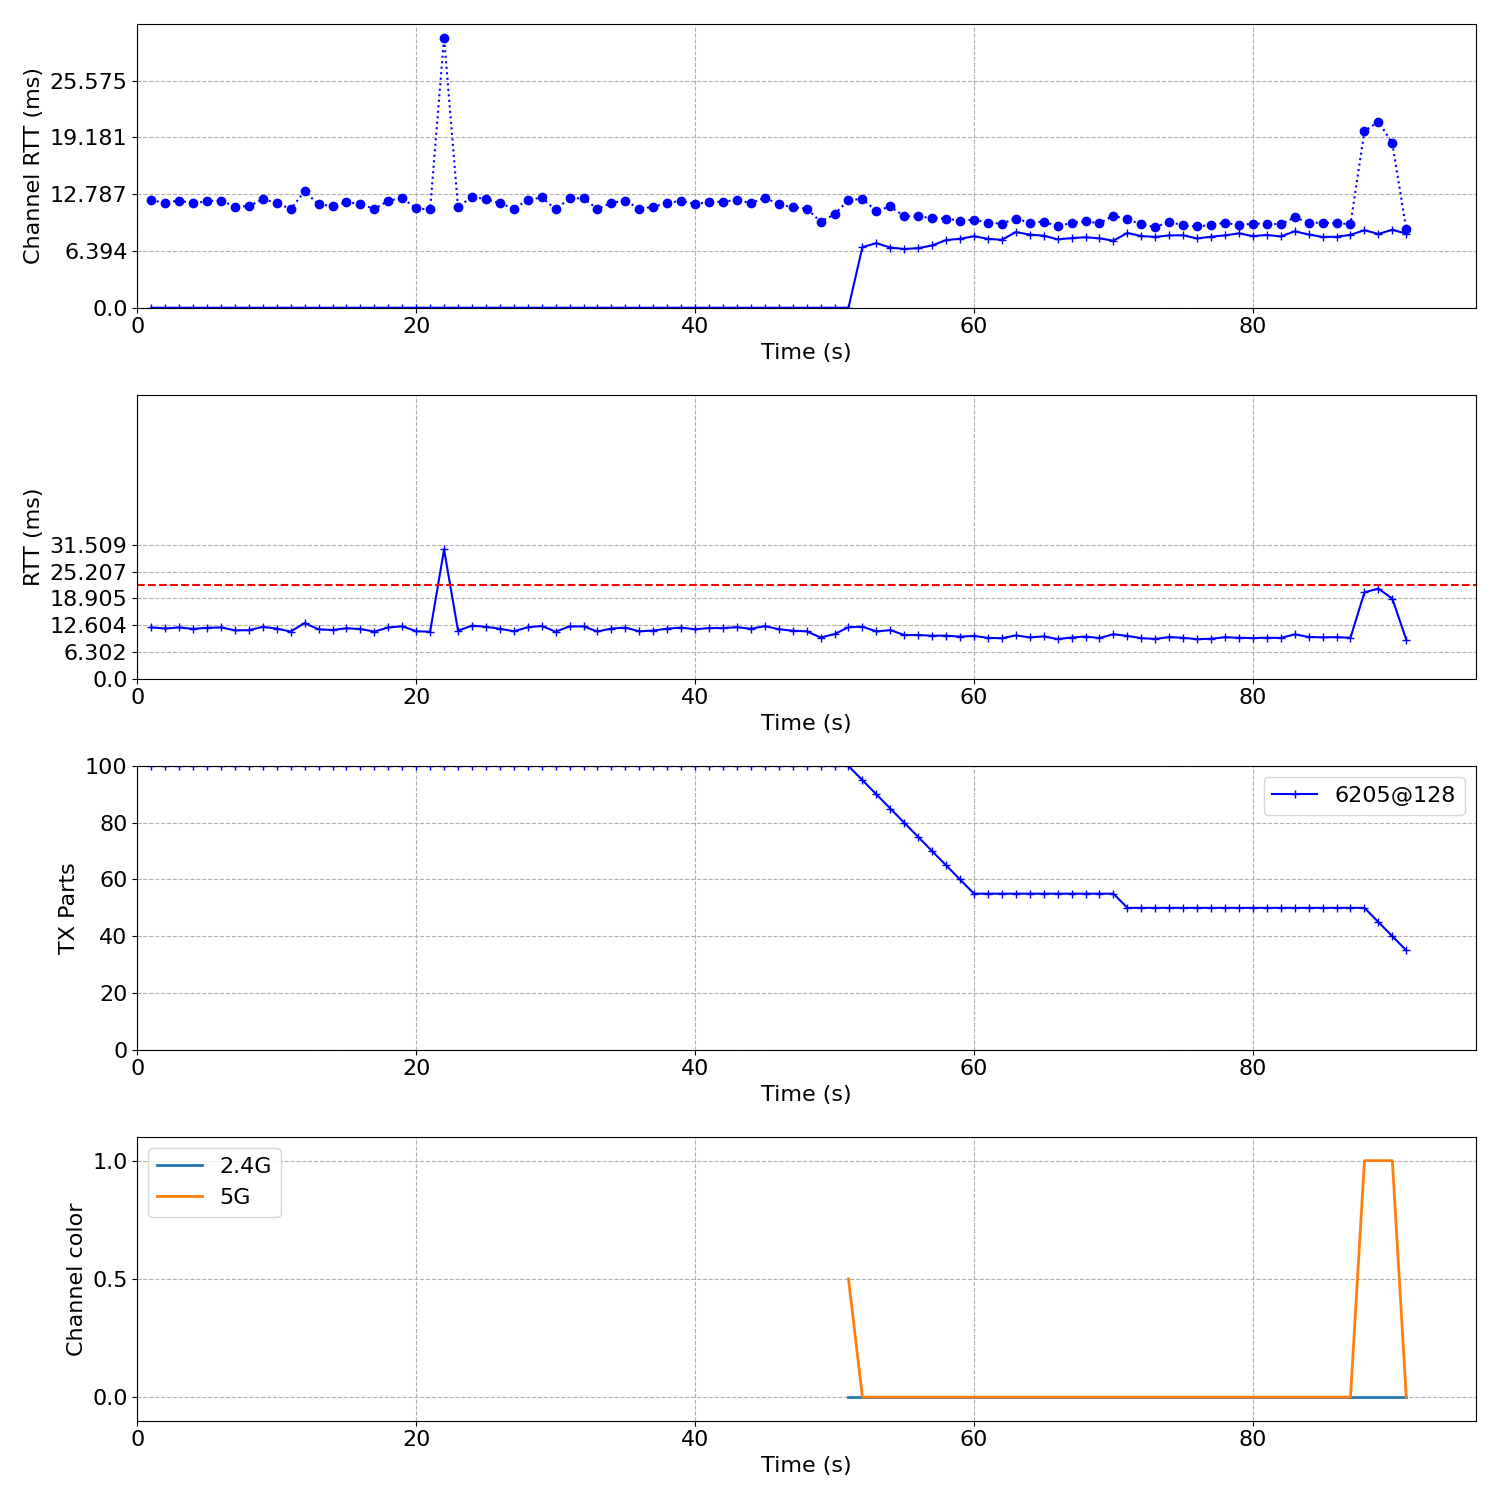 Channel RTT (ms)
25.575
19.181
12.787
6.394
0.0
0 20 40 60 80
Time (s)
RTT (ms)
31.509
25.207
18.905
12.604
6.302
0.0
0 20 40 60 80
Time (s)
TX Parts
100
80
60
40
20
0
6205@128
0 20 40 60 80
Time (s)
Channel color
1.0
0.5
0.0
2.4G
5G
0 20 40 60 80
Time (s)